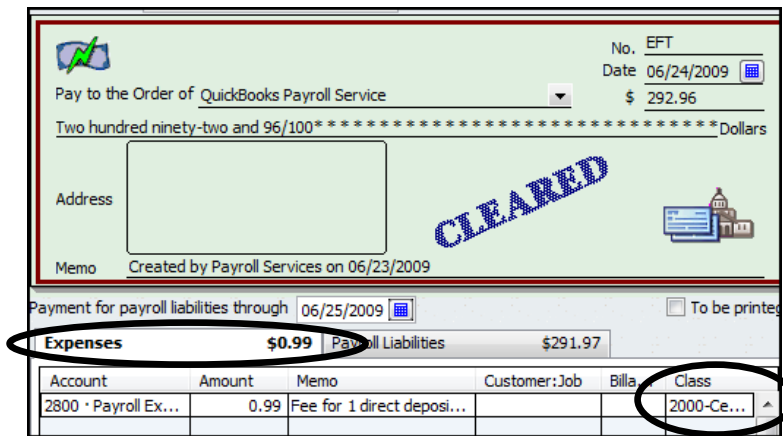 No. EFT
Date 06/24/2009
Pay to the Order of QuickBooks Payroll Service $ 292.96
Two hundred ninety-two and 96/100* * * * * * * * * * * * * * * * * * * * * * * * * * * * * * * Dollars
Address
CLEARED
Memo Created by Payroll Services on 06/23/2009
Payment for payroll liabilities through 06/25/2009 To be printed
Expenses $0.99 Payroll Liabilities $291.97
Account Amount Memo Customer:Job Billa... Class
2800 · Payroll Ex... 0.99 Fee for 1 direct deposi... 2000-Ce...